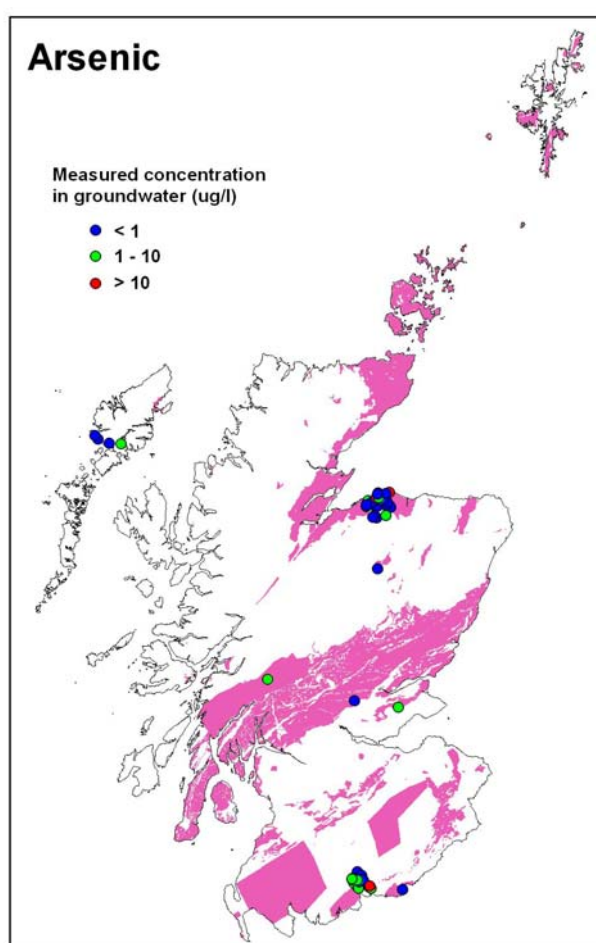 Arsenic
Measured concentration
in groundwater (ug/l)
< 1
1 - 10
> 10